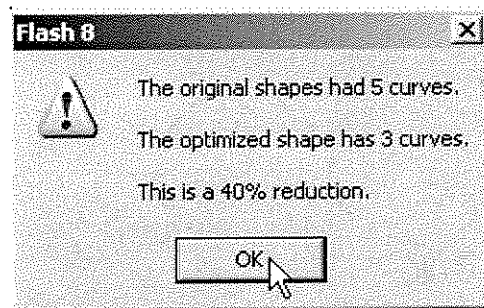 Flash 8
The original shapes had 5 curves.
The optimized shape has 3 curves.
This is a 40% reduction.
OK